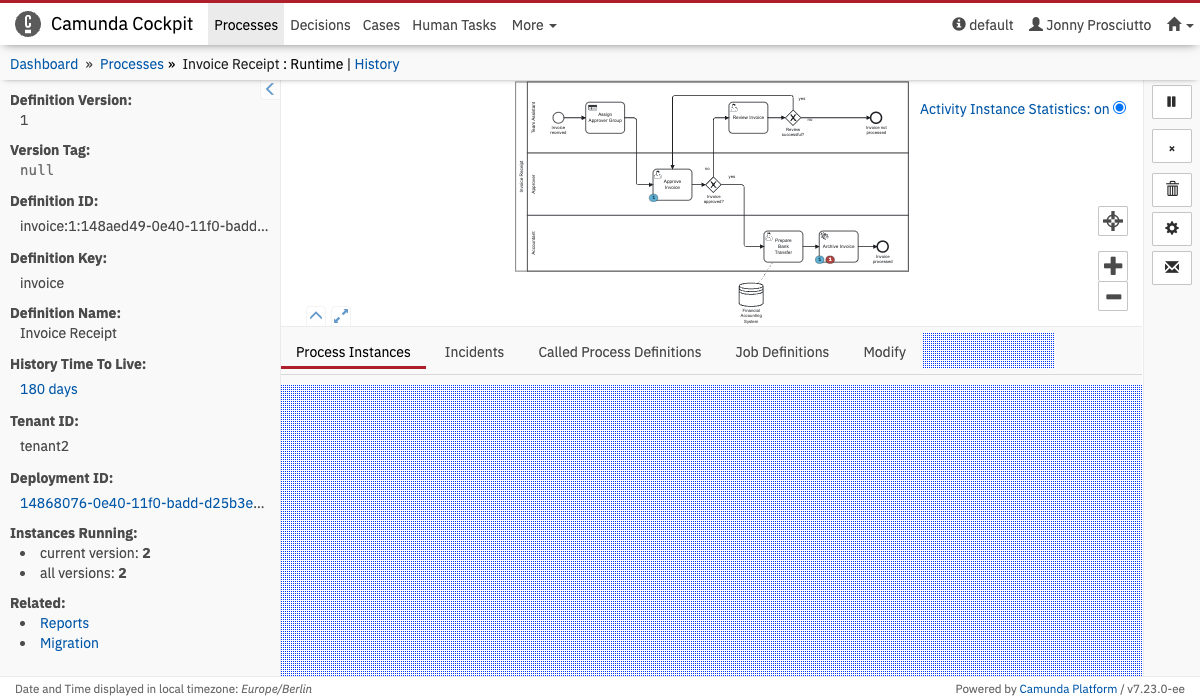 Camunda Cockpit
Processes
Decisions
Cases
Human Tasks
More
default
Jonny Prosciutto
Dashboard » Processes » Invoice Receipt : Runtime | History
Definition Version:
1
Version Tag:
null
Definition ID:
invoice:1:148aed49-0e40-11f0-badd...
Definition Key:
invoice
Definition Name:
Invoice Receipt
History Time To Live:
180 days
Tenant ID:
tenant2
Deployment ID:
14868076-0e40-11f0-badd-d25b3e...
Instances Running:
current version: 2
all versions: 2
Related:
Reports
Migration
Invoice Receipt
Team Assistant
Approver
Accountant
Invoice
received
Assign
Approver Group
Review Invoice
yes
no
Review
successful?
Invoice not
processed
Approve
Invoice
1
no
yes
Invoice
approved?
Prepare
Bank
Transfer
Archive Invoice
1
1
Invoice
processed
Financial
Accounting
System
Activity Instance Statistics: on
Process Instances
Incidents
Called Process Definitions
Job Definitions
Modify
Date and Time displayed in local timezone: Europe/Berlin
Powered by Camunda Platform / v7.23.0-ee